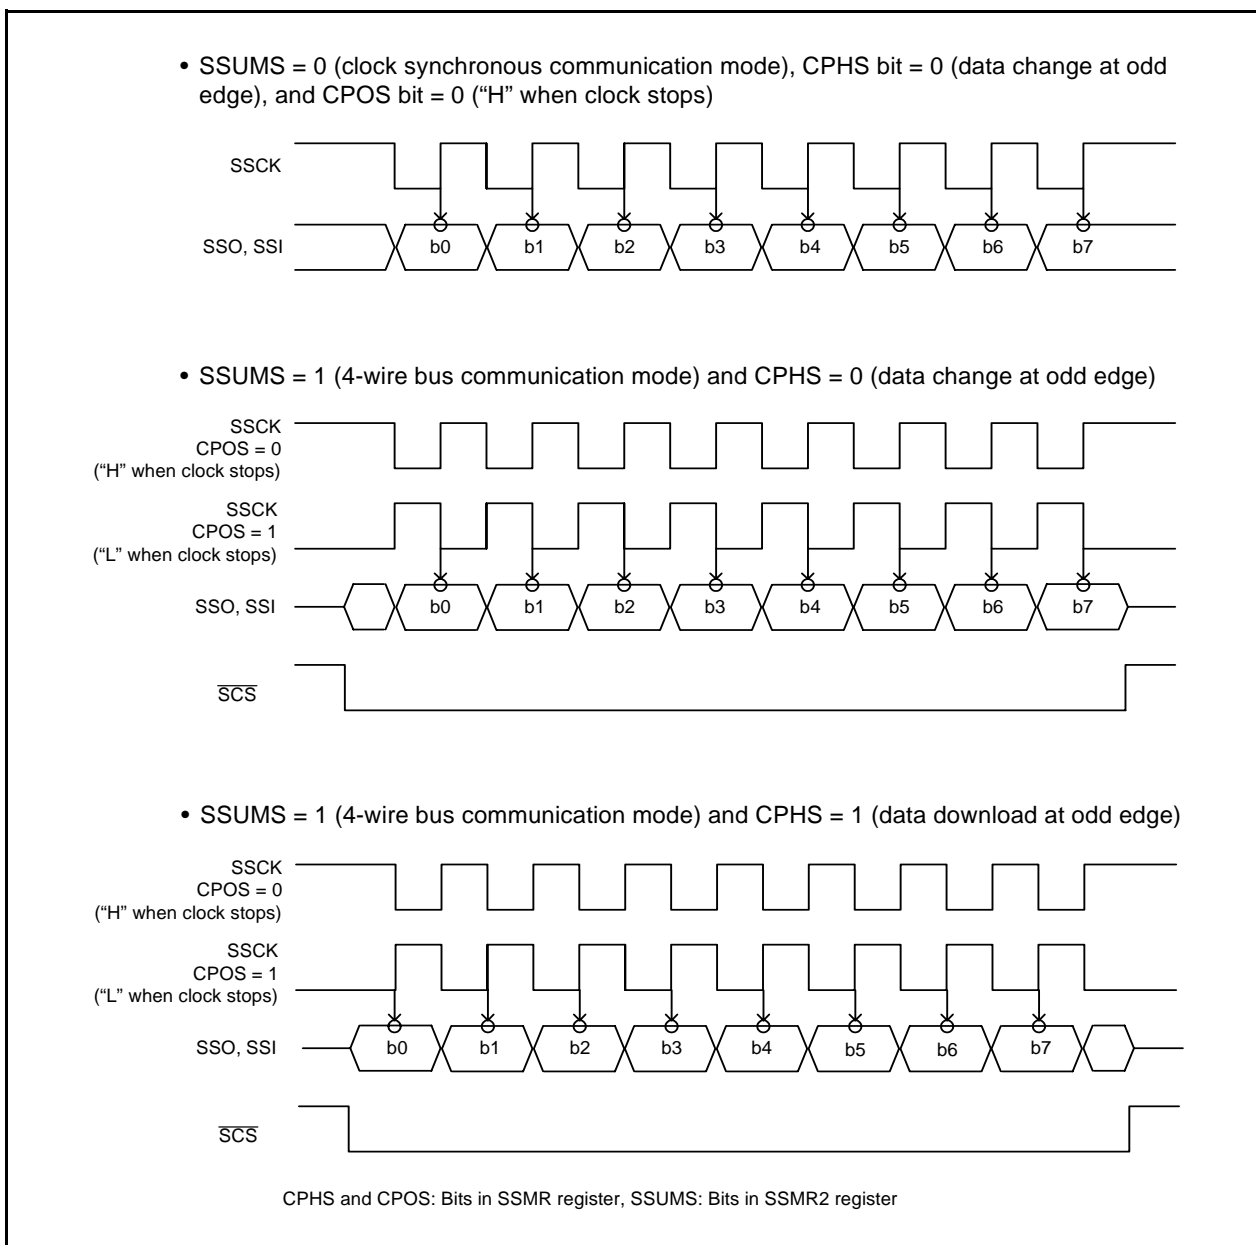 • SSUMS = 0 (clock synchronous communication mode), CPHS bit = 0 (data change at odd
edge), and CPOS bit = 0 (“H” when clock stops)
SSCK
SSO, SSI
b0 b1 b2 b3 b4 b5 b6 b7
• SSUMS = 1 (4-wire bus communication mode) and CPHS = 0 (data change at odd edge)
SSCK
CPOS = 0
(“H” when clock stops)
SSCK
CPOS = 1
(“L” when clock stops)
SSO, SSI
b0 b1 b2 b3 b4 b5 b6 b7
SCS
• SSUMS = 1 (4-wire bus communication mode) and CPHS = 1 (data download at odd edge)
SSCK
CPOS = 0
(“H” when clock stops)
SSCK
CPOS = 1
(“L” when clock stops)
SSO, SSI
b0 b1 b2 b3 b4 b5 b6 b7
SCS
CPHS and CPOS: Bits in SSMR register, SSUMS: Bits in SSMR2 register